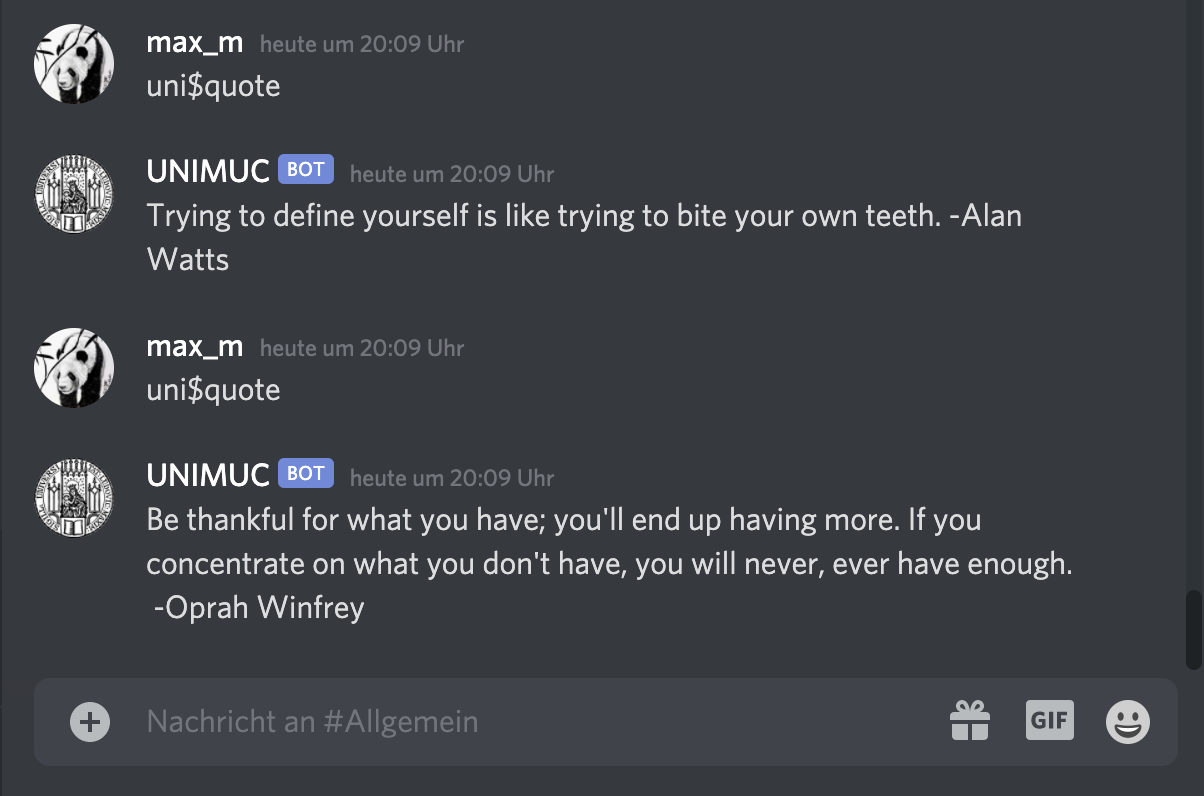 max_m heute um 20:09 Uhr
uni$quote
UNIMUC BOT heute um 20:09 Uhr
Trying to define yourself is like trying to bite your own teeth. -Alan
Watts
max_m heute um 20:09 Uhr
uni$quote
UNIMUC BOT heute um 20:09 Uhr
Be thankful for what you have; you'll end up having more. If you
concentrate on what you don't have, you will never, ever have enough.
-Oprah Winfrey
Nachricht an #Allgemein GIF